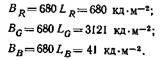 B_R=680 L_R=680 кд·м⁻².
B_G=680 L_G=3121 кд·м⁻².
B_B=680 L_B=41 кд·м⁻².